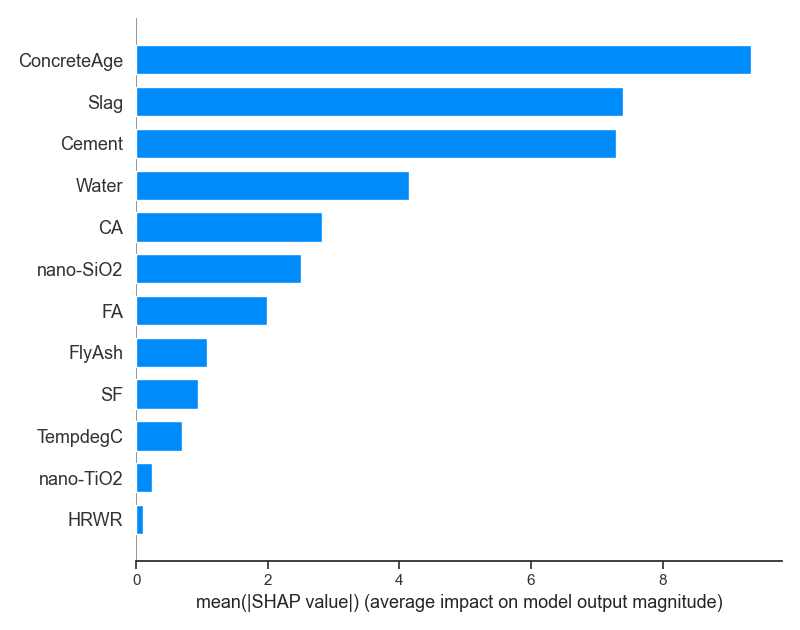 ConcreteAge
Slag
Cement
Water
CA
nano-SiO2
FA
FlyAsh
SF
TempdegC
nano-TiO2
HRWR
0 2 4 6 8
mean(|SHAP value|) (average impact on model output magnitude)